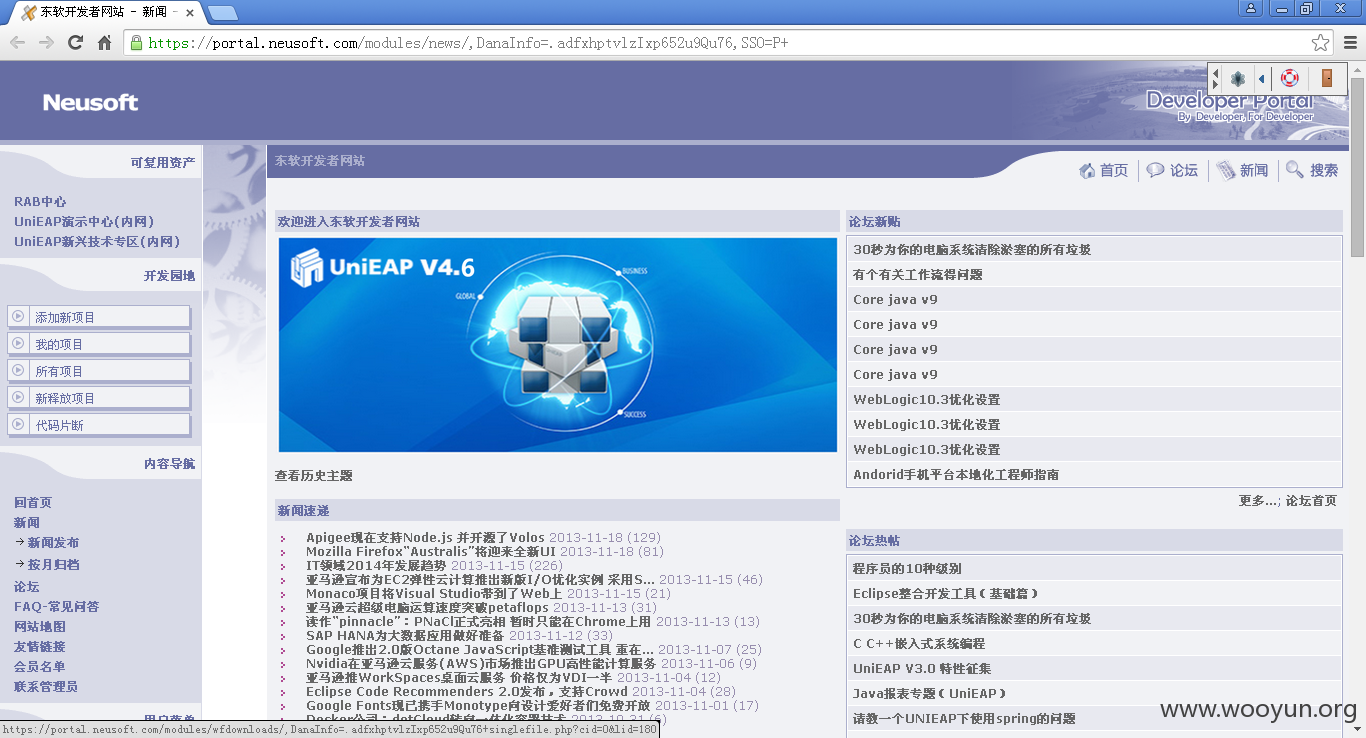 东软开发者网站 - 新闻 -
https://portal.neusoft.com/modules/news/,DanaInfo=.adfxhptvlzIxp652u9Qu76,SSO=P+
Neusoft
Developer Portal
By Developer, For Developer
可复用资产
RAB中心
UniEAP演示中心(内网)
UniEAP新兴技术专区(内网)
开发园地
添加新项目
我的项目
所有项目
新释放项目
代码片断
内容导航
回首页
新闻
新闻发布
按月归档
论坛
FAQ-常见问答
网站地图
友情链接
会员名单
联系管理员
用户菜单
东软开发者网站
首页
论坛
新闻
搜索
欢迎进入东软开发者网站
UniEAP V4.6
GLOBAL
BUSINESS
SUCCESS
查看历史主题
新闻速递
Apigee现在支持Node.js 并开源了Volos 2013-11-18 (129)
Mozilla Firefox“Australis”将迎来全新UI 2013-11-18 (81)
IT领域2014年发展趋势 2013-11-15 (226)
亚马逊宣布为EC2弹性云计算推出新版I/O优化实例 采用S... 2013-11-15 (46)
Monaco项目将Visual Studio带到了Web上 2013-11-15 (21)
亚马逊云超级电脑运算速度突破petaflops 2013-11-13 (31)
读作“pinnacle”：PNaCl正式亮相 暂时只能在Chrome上用 2013-11-13 (13)
SAP HANA为大数据应用做好准备 2013-11-12 (33)
Google推出2.0版Octane JavaScript基准测试工具 重在... 2013-11-07 (25)
Nvidia在亚马逊云服务(AWS)市场推出GPU高性能计算服务 2013-11-06 (9)
亚马逊推WorkSpaces桌面云服务 价格仅为VDI一半 2013-11-04 (12)
Eclipse Code Recommenders 2.0发布，支持Crowd 2013-11-04 (28)
Google Fonts现已携手Monotype向设计爱好者们免费开放 2013-11-01 (17)
Docker公司：dotCloud转向一体化容器技术 2013-10-31 (6)
论坛新贴
30秒为你的电脑系统清除淤塞的所有垃圾
有个有关工作流得问题
Core java v9
Core java v9
Core java v9
Core java v9
WebLogic10.3优化设置
WebLogic10.3优化设置
WebLogic10.3优化设置
Andorid手机平台本地化工程师指南
更多...; 论坛首页
论坛热帖
程序员的10种级别
Eclipse整合开发工具（基础篇）
30秒为你的电脑系统清除淤塞的所有垃圾
C C++嵌入式系统编程
UniEAP V3.0 特性征集
Java报表专题（UniEAP）
请教一个UNIEAP下使用spring的问题
www.wooyun.org
https://portal.neusoft.com/modules/wfdownloads/,DanaInfo=.adfxhptvlzIxp652u9Qu76+singlefile.php?cid=0&lid=180